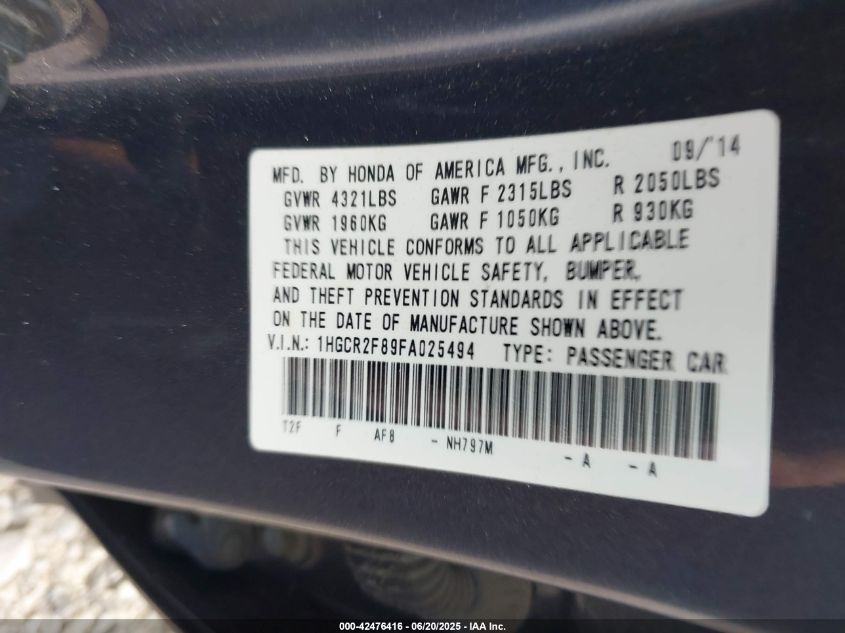 MFD. BY HONDA OF AMERICA MFG., INC. 09/'14
GVWR 4321LBS GAWR F 2315LBS R 2050LBS
GVWR 1960KG GAWR F 1050KG R 930KG
THIS VEHICLE CONFORMS TO ALL APPLICABLE
FEDERAL MOTOR VEHICLE SAFETY, BUMPER,
AND THEFT PREVENTION STANDARDS IN EFFECT
ON THE DATE OF MANUFACTURE SHOWN ABOVE.
V.I.N.: 1HGCR2F89FA025494 TYPE: PASSENGER CAR
T2F F AF8 - NH797M - A - A
000-42476416 - 06/20/2025 - IAA Inc.